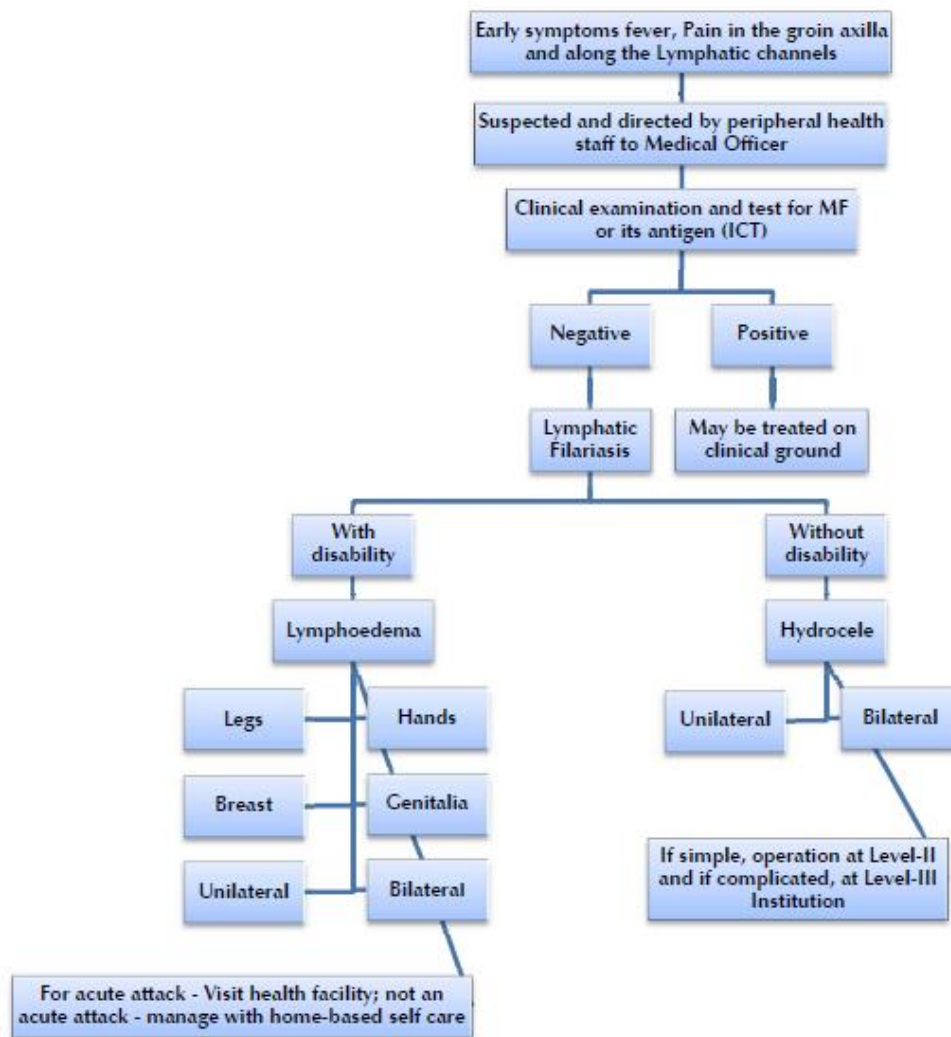 Early symptoms fever, Pain in the groin axilla
and along the Lymphatic channels
Suspected and directed by peripheral health
staff to Medical Officer
Clinical examination and test for MF
or its antigen (ICT)
Negative
Positive
Lymphatic
Filariasis
May be treated on
clinical ground
With
disability
Without
disability
Lymphoedema
Hydrocele
Legs
Hands
Unilateral
Bilateral
Breast
Genitalia
If simple, operation at Level-II
and if complicated, at Level-III
Institution
Unilateral
Bilateral
For acute attack - Visit health facility; not an
acute attack - manage with home-based self care